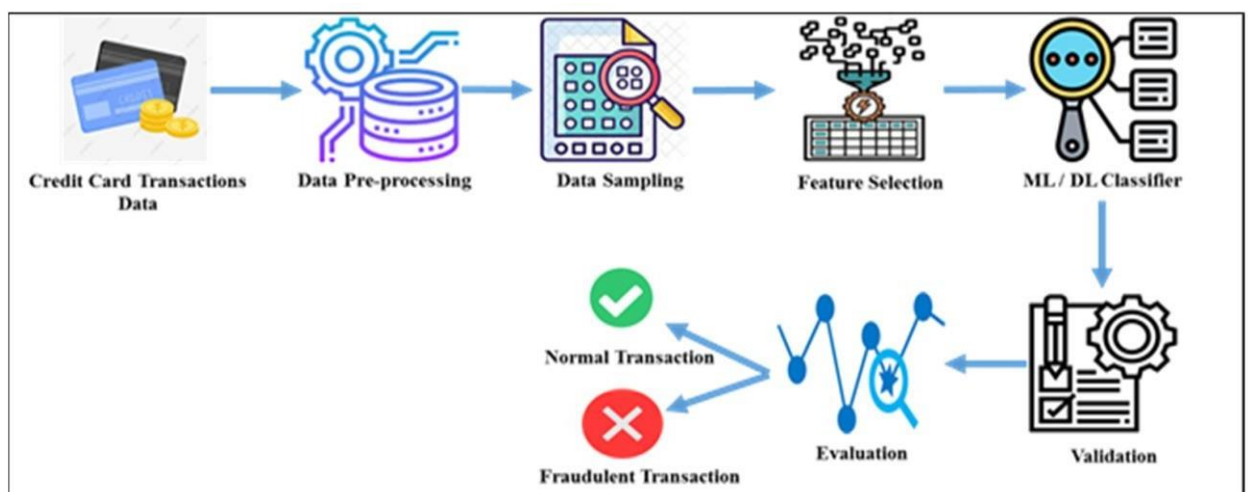 Credit Card Transactions
Data
Data Pre-processing
Data Sampling
Feature Selection
ML / DL Classifier
Normal Transaction
Fraudulent Transaction
Evaluation
Validation